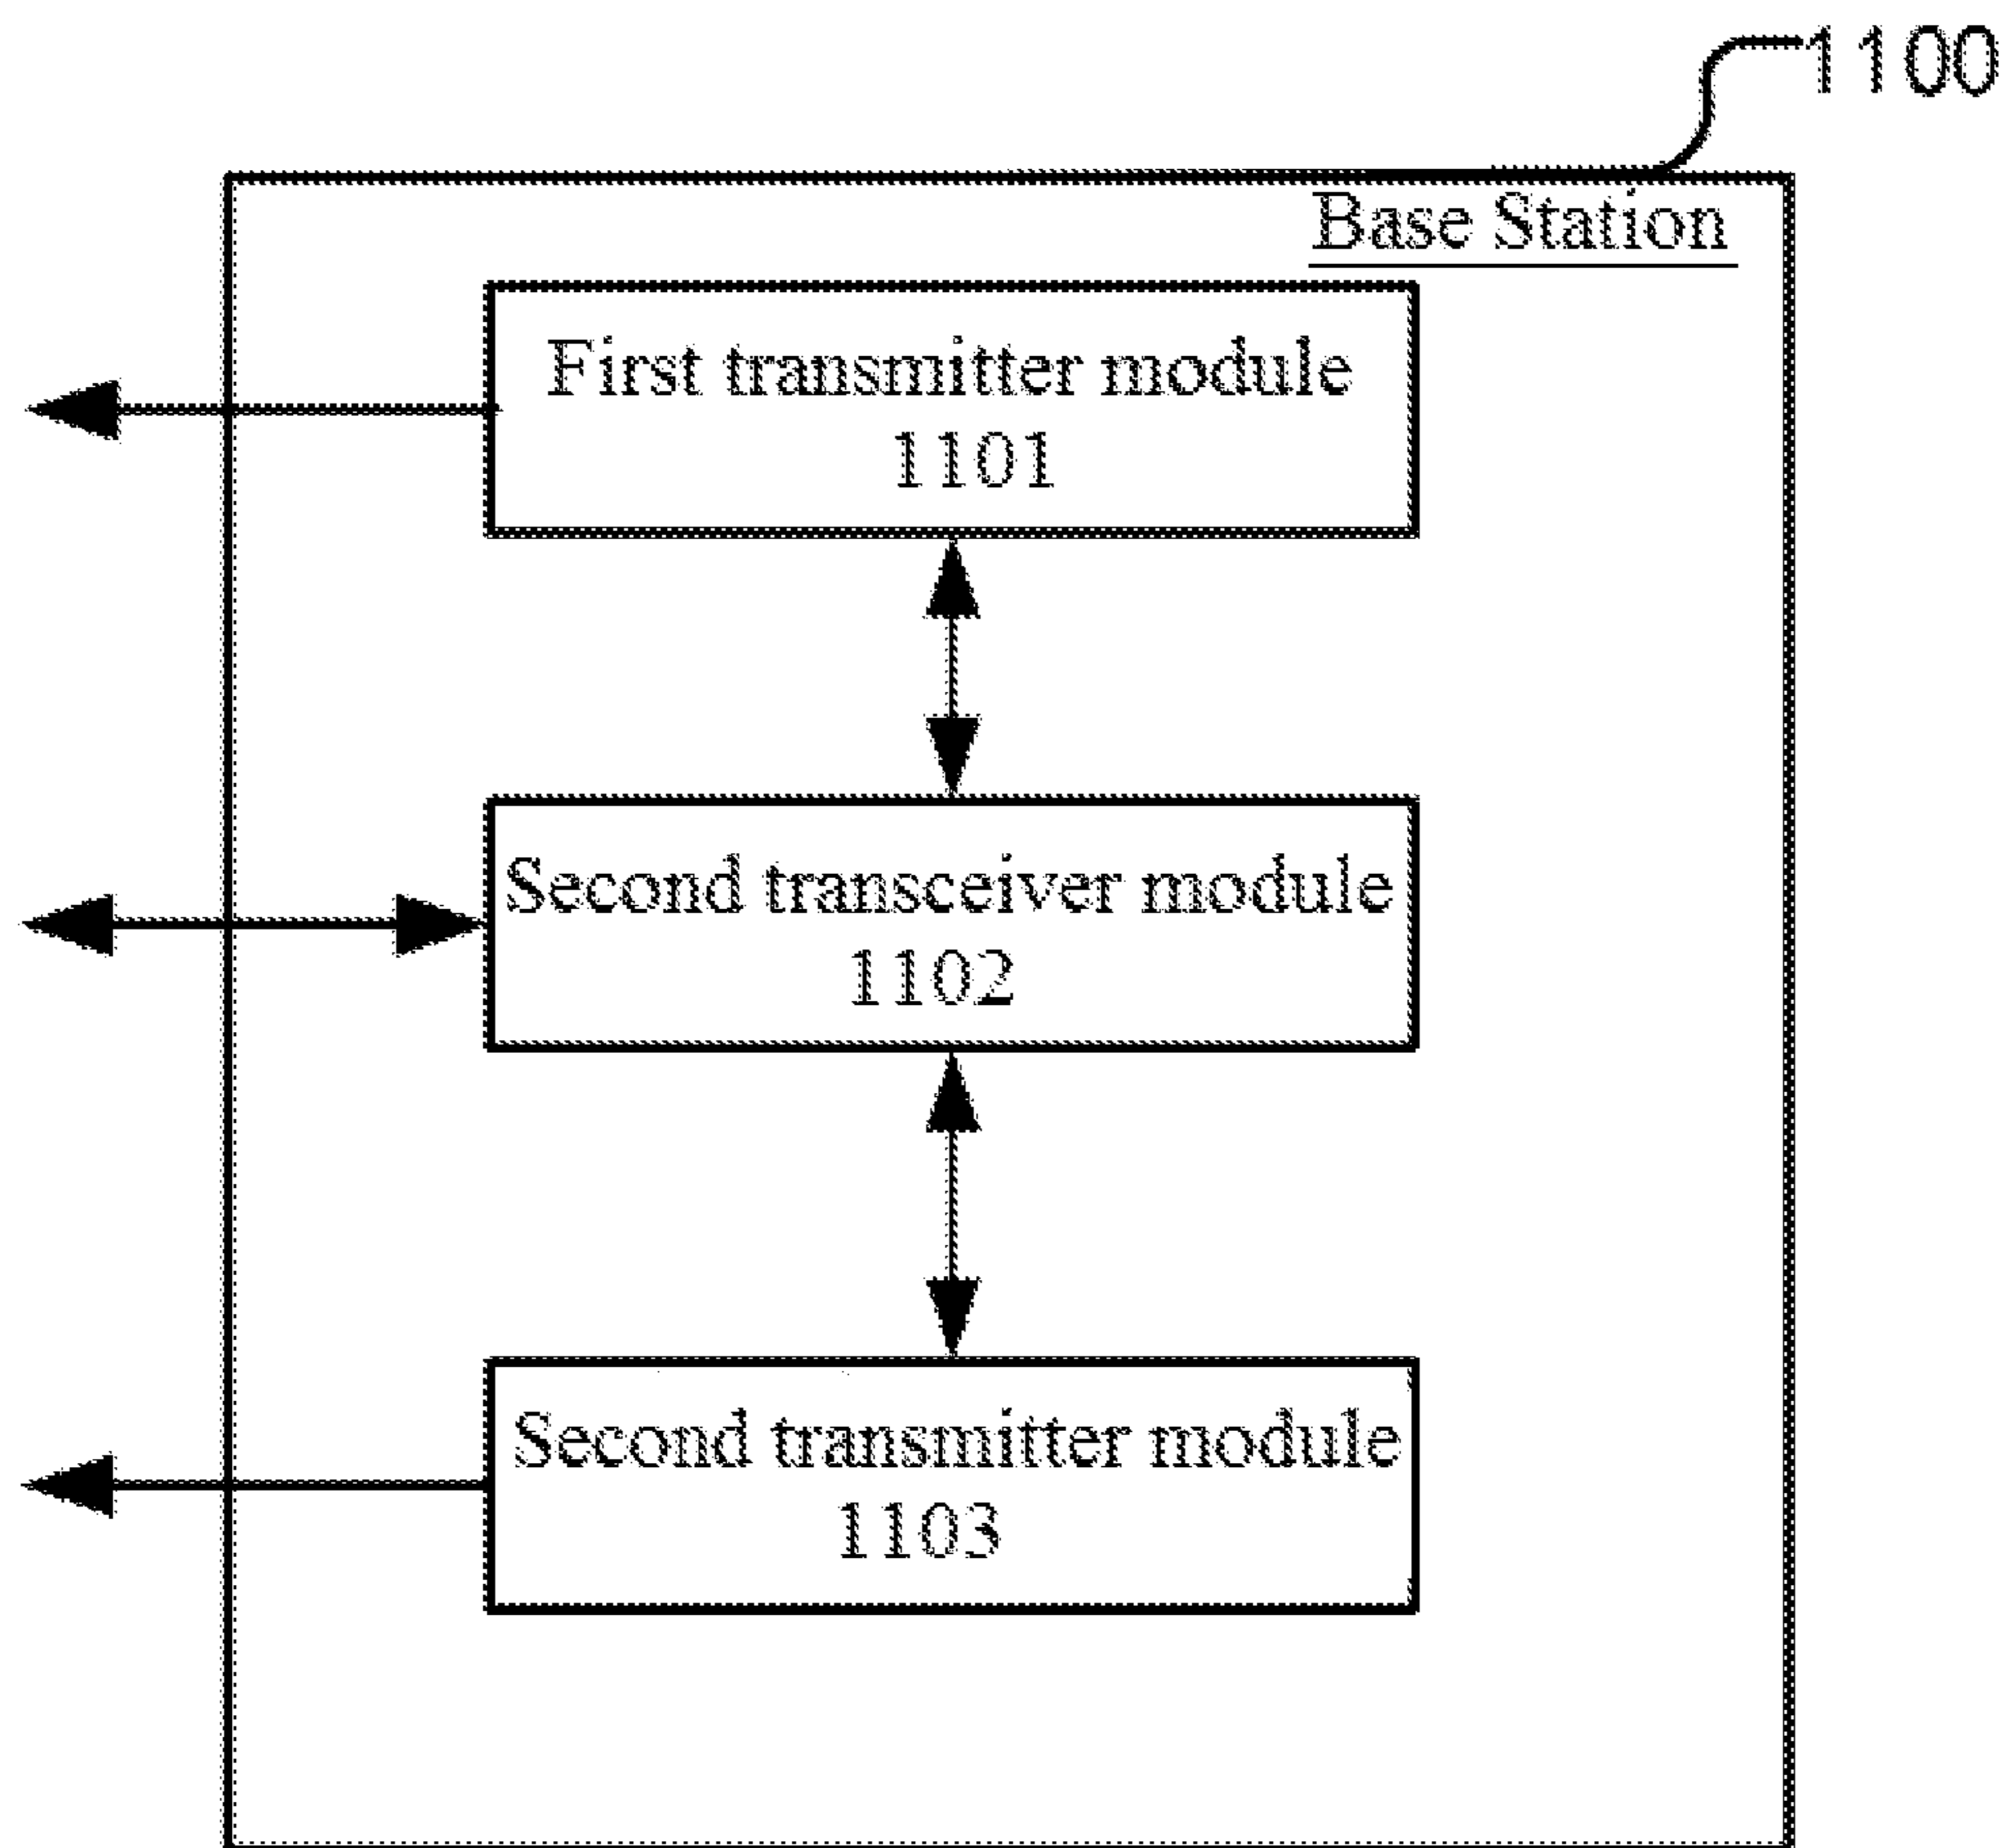 1100
Base Station
First transmitter module
1101
Second transceiver module
1102
Second transmitter module
1103